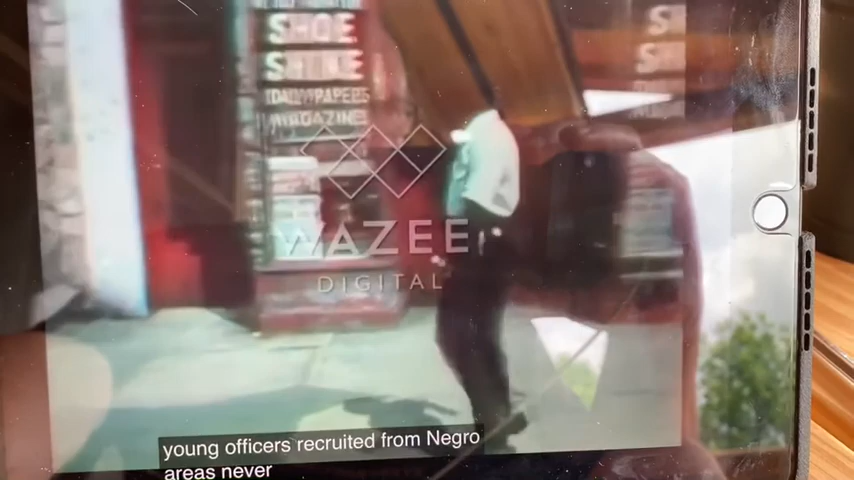 SHOE
SHINE
DAILY PAPERS
MAGAZINE
WAZEE
DIGITAL
young officers recruited from Negro
areas never